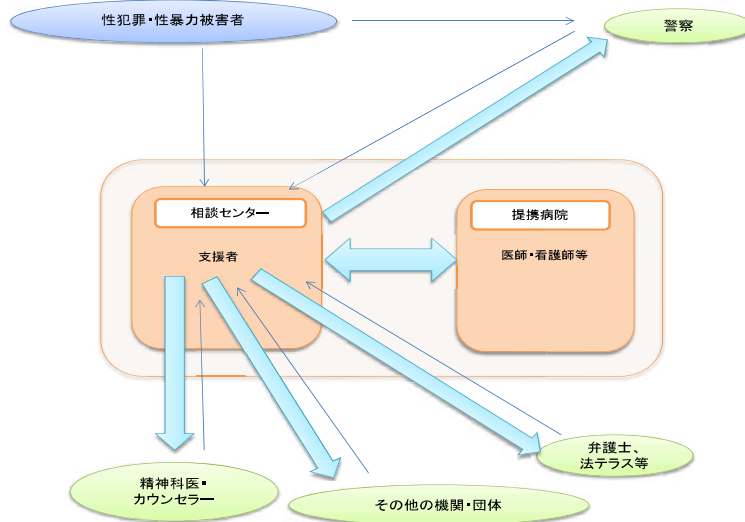 性犯罪・性暴力被害者
警察
相談センター
提携病院
支援者
医師・看護師等
弁護士、
法テラス等
精神科医・
カウンセラー
その他の機関・団体